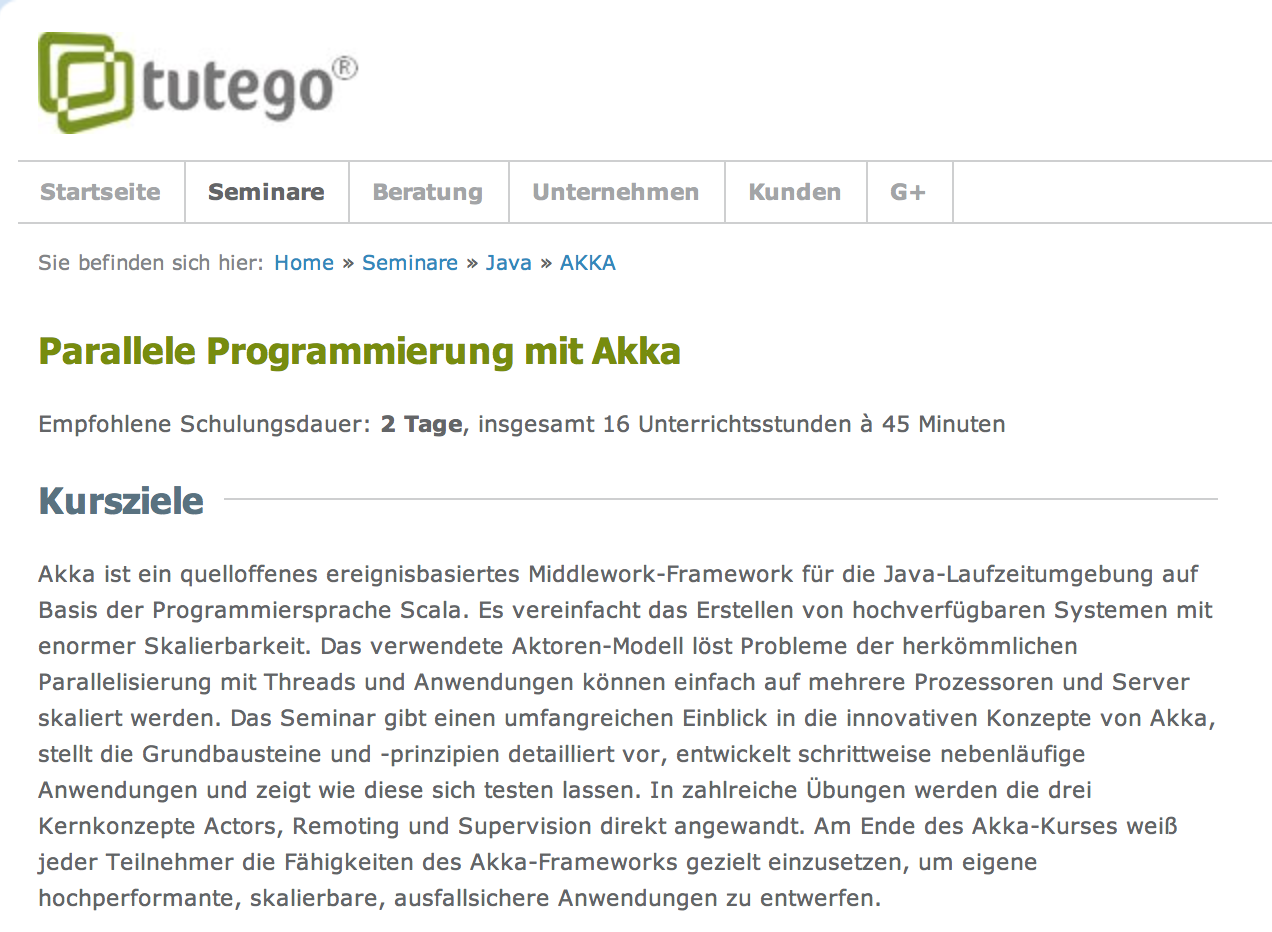 tutego®
Startseite Seminare Beratung Unternehmen Kunden G+
Sie befinden sich hier: Home » Seminare » Java » AKKA
Parallele Programmierung mit Akka
Empfohlene Schulungsdauer: 2 Tage, insgesamt 16 Unterrichtsstunden à 45 Minuten
Kursziele
Akka ist ein quelloffenes ereignisbasiertes Middlework-Framework für die Java-Laufzeitumgebung auf
Basis der Programmiersprache Scala. Es vereinfacht das Erstellen von hochverfügbaren Systemen mit
enormer Skalierbarkeit. Das verwendete Aktoren-Modell löst Probleme der herkömmlichen
Parallelisierung mit Threads und Anwendungen können einfach auf mehrere Prozessoren und Server
skaliert werden. Das Seminar gibt einen umfangreichen Einblick in die innovativen Konzepte von Akka,
stellt die Grundbausteine und -prinzipien detailliert vor, entwickelt schrittweise nebenläufige
Anwendungen und zeigt wie diese sich testen lassen. In zahlreiche Übungen werden die drei
Kernkonzepte Actors, Remoting und Supervision direkt angewandt. Am Ende des Akka-Kurses weiß
jeder Teilnehmer die Fähigkeiten des Akka-Frameworks gezielt einzusetzen, um eigene
hochperformante, skalierbare, ausfallsichere Anwendungen zu entwerfen.